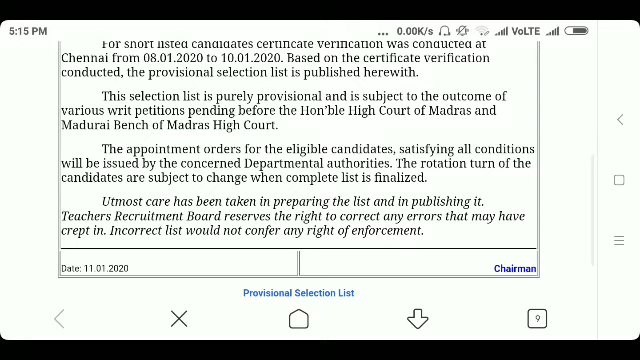 5:15 PM ... 0.00K/s VoLTE
For short listed candidates certificate verification was conducted at
Chennai from 08.01.2020 to 10.01.2020. Based on the certificate verification
conducted, the provisional selection list is published herewith.
This selection list is purely provisional and is subject to the outcome of
various writ petitions pending before the Hon'ble High Court of Madras and
Madurai Bench of Madras High Court.
The appointment orders for the eligible candidates, satisfying all conditions
will be issued by the concerned Departmental authorities. The rotation turn of the
candidates are subject to change when complete list is finalized.
Utmost care has been taken in preparing the list and in publishing it.
Teachers Recruitment Board reserves the right to correct any errors that may have
crept in. Incorrect list would not confer any right of enforcement.
Date: 11.01.2020 Chairman
Provisional Selection List
9